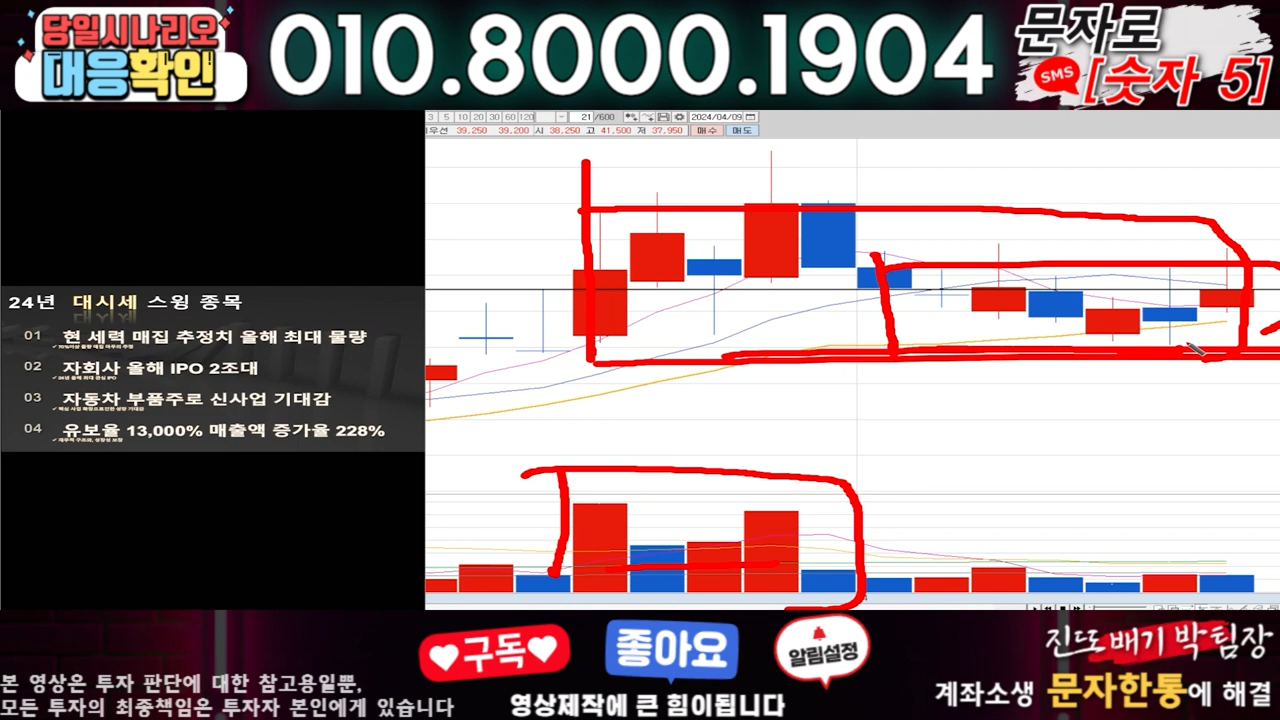 당일시나리오
대응확인
010.8000.1904
문자로
SMS
[숫자 5]
3 5 10 20 30 60 120 21 /600 2024/04/09
우선 39,250 39,200 시 38,250 고 41,500 저 37,950 매수 매도
24년 대시세 스윙 종목
01 현 세력 매집 추정치 올해 최대 물량
02 자회사 올해 IPO 2조대
03 자동차 부품주로 신사업 기대감
04 유보율 13,000% 매출액 증가율 228%
구독
좋아요
알림설정
진또배기 박팀장
본 영상은 투자 판단에 대한 참고용일뿐,
모든 투자의 최종책임은 투자자 본인에게 있습니다
영상제작에 큰 힘이됩니다
계좌소생 문자한통에 해결